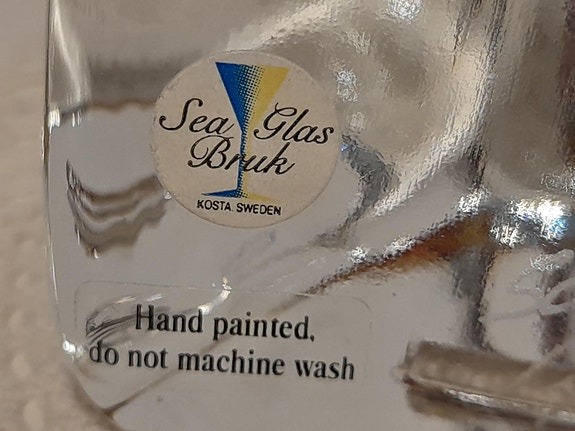 Sea Glas
Bruk
KOSTA SWEDEN
Hand painted,
do not machine wash